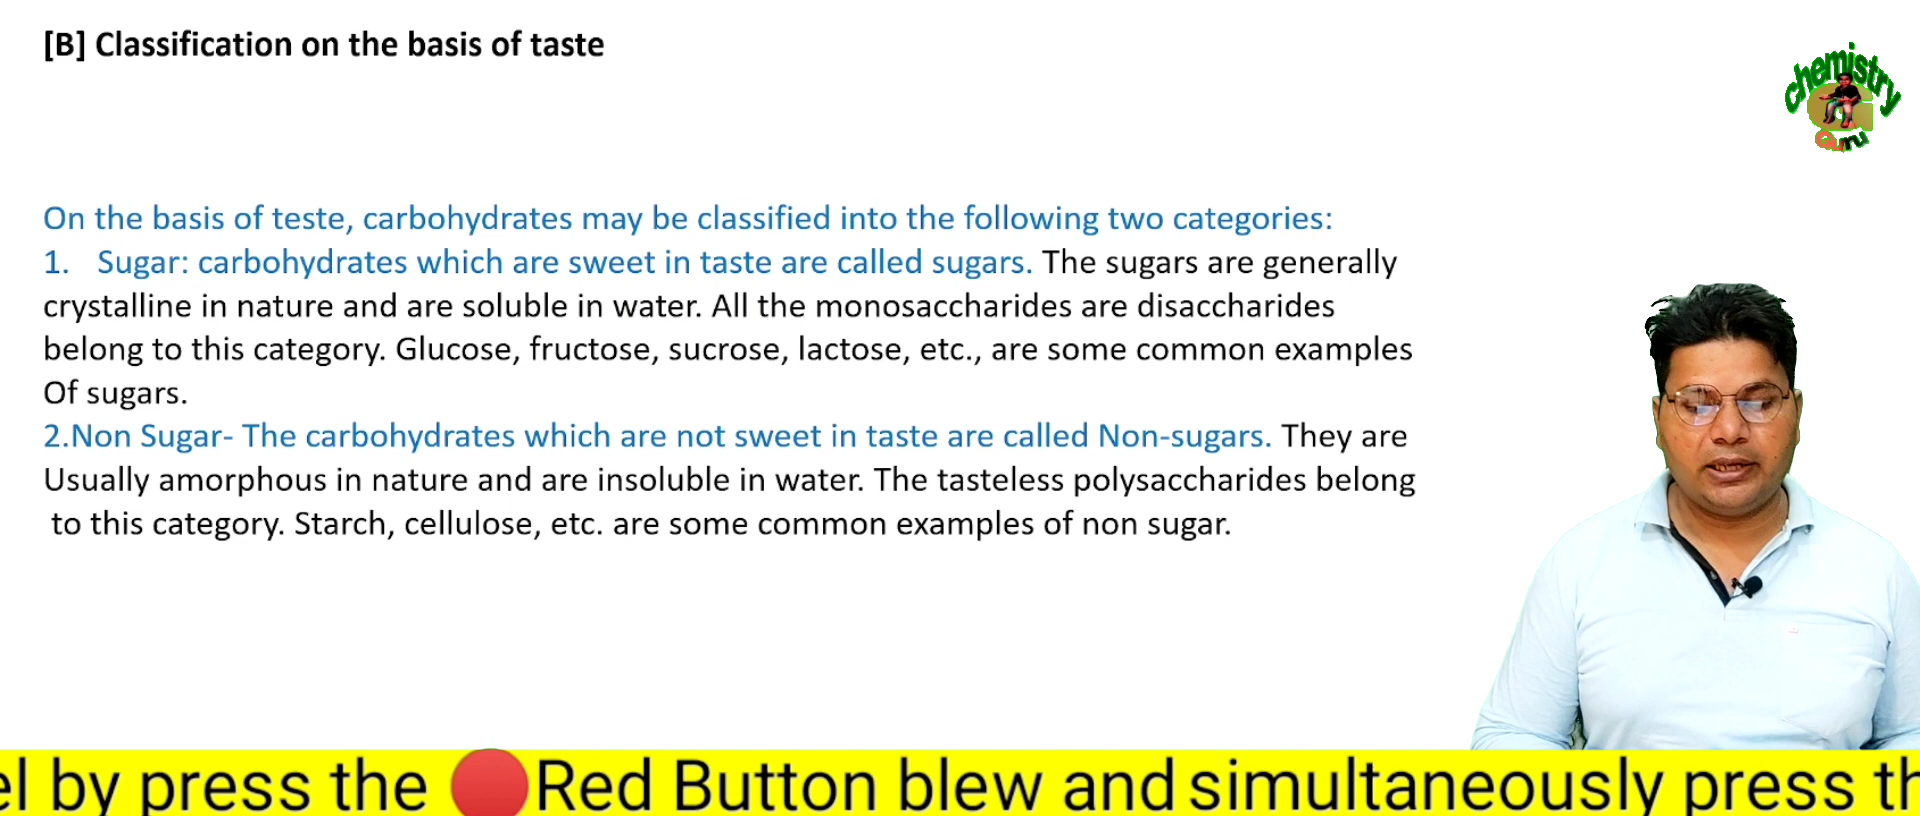 [B] Classification on the basis of taste
chemistry
Guru
On the basis of teste, carbohydrates may be classified into the following two categories:
1. Sugar: carbohydrates which are sweet in taste are called sugars. The sugars are generally
crystalline in nature and are soluble in water. All the monosaccharides are disaccharides
belong to this category. Glucose, fructose, sucrose, lactose, etc., are some common examples
Of sugars.
2.Non Sugar- The carbohydrates which are not sweet in taste are called Non-sugars. They are
Usually amorphous in nature and are insoluble in water. The tasteless polysaccharides belong
to this category. Starch, cellulose, etc. are some common examples of non sugar.
el by press the 🔴Red Button blew and simultaneously press th